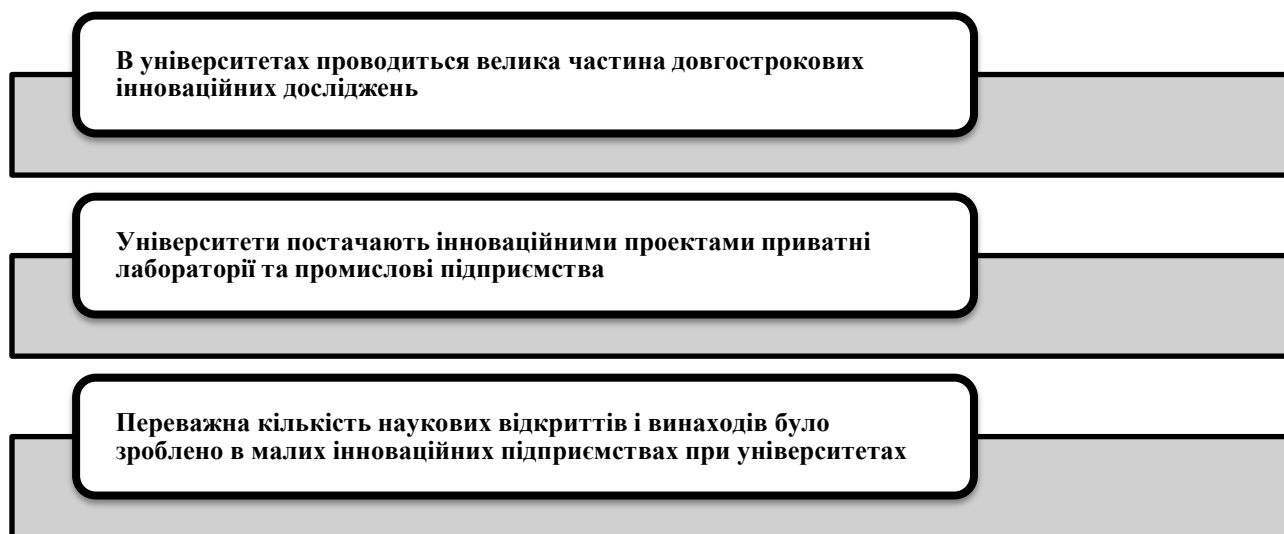 В університетах проводиться велика частина довгострокових
інноваційних досліджень
Університети постачають інноваційними проектами приватні
лабораторії та промислові підприємства
Переважна кількість наукових відкриттів і винаходів було
зроблено в малих інноваційних підприємствах при університетах